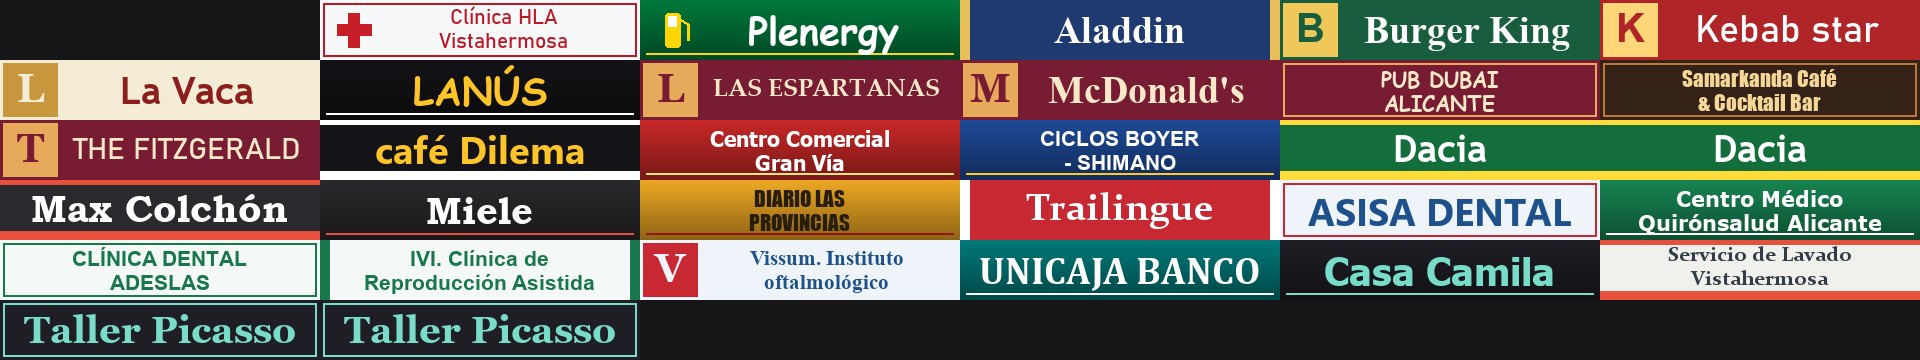 Clínica HLA
Vistahermosa
Plenergy
Aladdin
B
Burger King
K
Kebab star
L
La Vaca
LANÚS
L
LAS ESPARTANAS
M
McDonald's
PUB DUBAI
ALICANTE
Samarkanda Café
& Cocktail Bar
T
THE FITZGERALD
café Dilema
Centro Comercial
Gran Vía
CICLOS BOYER
- SHIMANO
Dacia
Dacia
Max Colchón
Miele
DIARIO LAS
PROVINCIAS
Trailingue
ASISA DENTAL
Centro Médico
Quirónsalud Alicante
CLÍNICA DENTAL
ADESLAS
IVI. Clínica de
Reproducción Asistida
V
Vissum. Instituto
oftalmológico
UNICAJA BANCO
Casa Camila
Servicio de Lavado
Vistahermosa
Taller Picasso
Taller Picasso